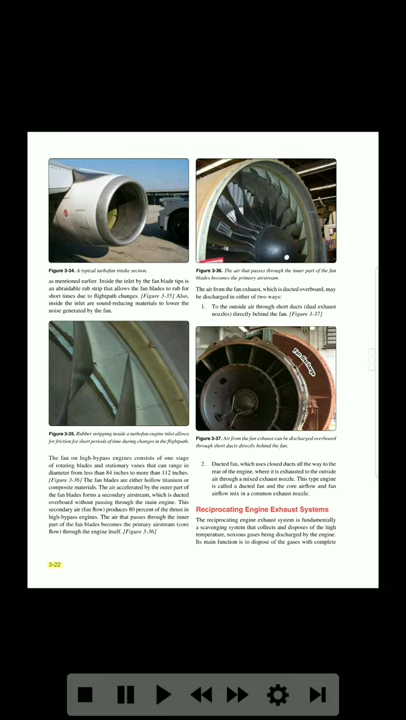 Figure 3-34. A typical turbofan intake section.
as mentioned earlier. Inside the inlet by the fan blade tips is
an abradable rub strip that allows the fan blades to rub for
short times due to flightpath changes. [Figure 3-35] Also,
inside the inlet are sound-reducing materials to lower the
noise generated by the fan.
Figure 3-35. Rubber stripping inside a turbofan engine inlet allows
for friction for short periods of time during changes in the flightpath.
The fan on high-bypass engines consists of one stage
of rotating blades and stationary vanes that can range in
diameter from less than 84 inches to more than 112 inches.
[Figure 3-36] The fan blades are either hollow titanium or
composite materials. The air accelerated by the outer part of
the fan blades forms a secondary airstream, which is ducted
overboard without passing through the main engine. This
secondary air (fan flow) produces 80 percent of the thrust in
high-bypass engines. The air that passes through the inner
part of the fan blades becomes the primary airstream (core
flow) through the engine itself. [Figure 3-36]
Figure 3-36. The air that passes through the inner part of the fan
blades becomes the primary airstream.
The air from the fan exhaust, which is ducted overboard, may
be discharged in either of two ways:
1. To the outside air through short ducts (dual exhaust
nozzles) directly behind the fan. [Figure 3-37]
Fan discharge
Figure 3-37. Air from the fan exhaust can be discharged overboard
through short ducts directly behind the fan.
2. Ducted fan, which uses closed ducts all the way to the
rear of the engine, where it is exhausted to the outside
air through a mixed exhaust nozzle. This type engine
is called a ducted fan and the core airflow and fan
airflow mix in a common exhaust nozzle.
Reciprocating Engine Exhaust Systems
The reciprocating engine exhaust system is fundamentally
a scavenging system that collects and disposes of the high
temperature, noxious gases being discharged by the engine.
Its main function is to dispose of the gases with complete
3-22